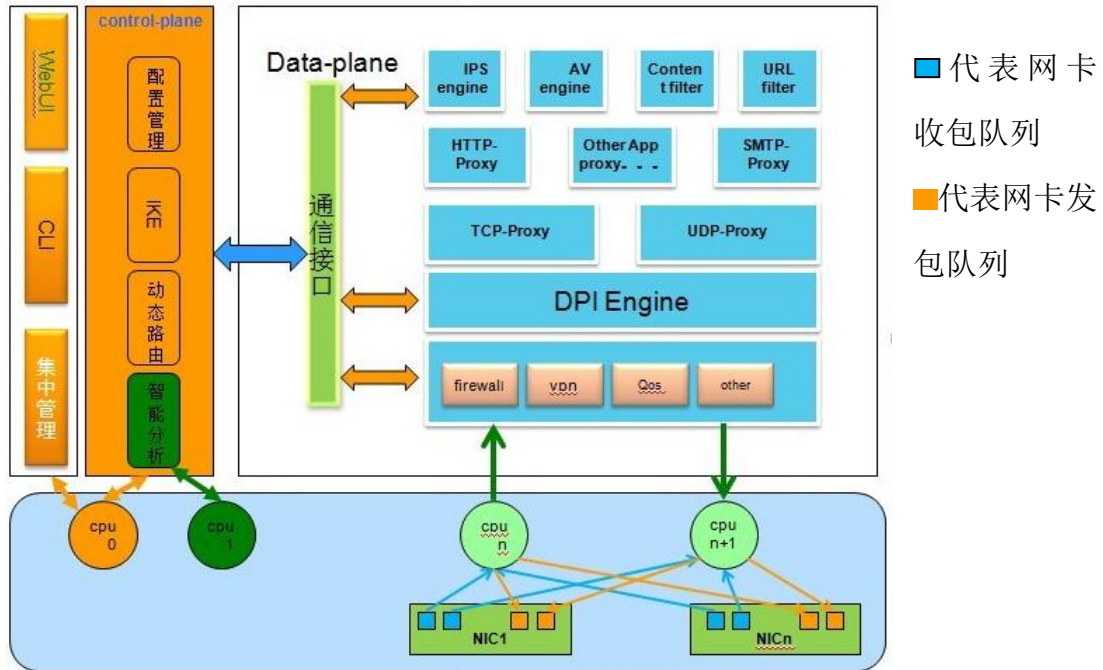 WebUI
CLI
集中管理
control-plane
配置管理
iKE
动态路由
智能分析
Data-plane
通信接口
IPS
engine
AV
engine
Conten
t filter
URL
filter
HTTP-
Proxy
Other App
proxy- - -
SMTP-
Proxy
TCP-Proxy
UDP-Proxy
DPI Engine
firewall
vpn
Qos
other
cpu
0
cpu
1
cpu
n
cpu
n+1
NIC1
NICn
代表网卡
收包队列
代表网卡发
包队列